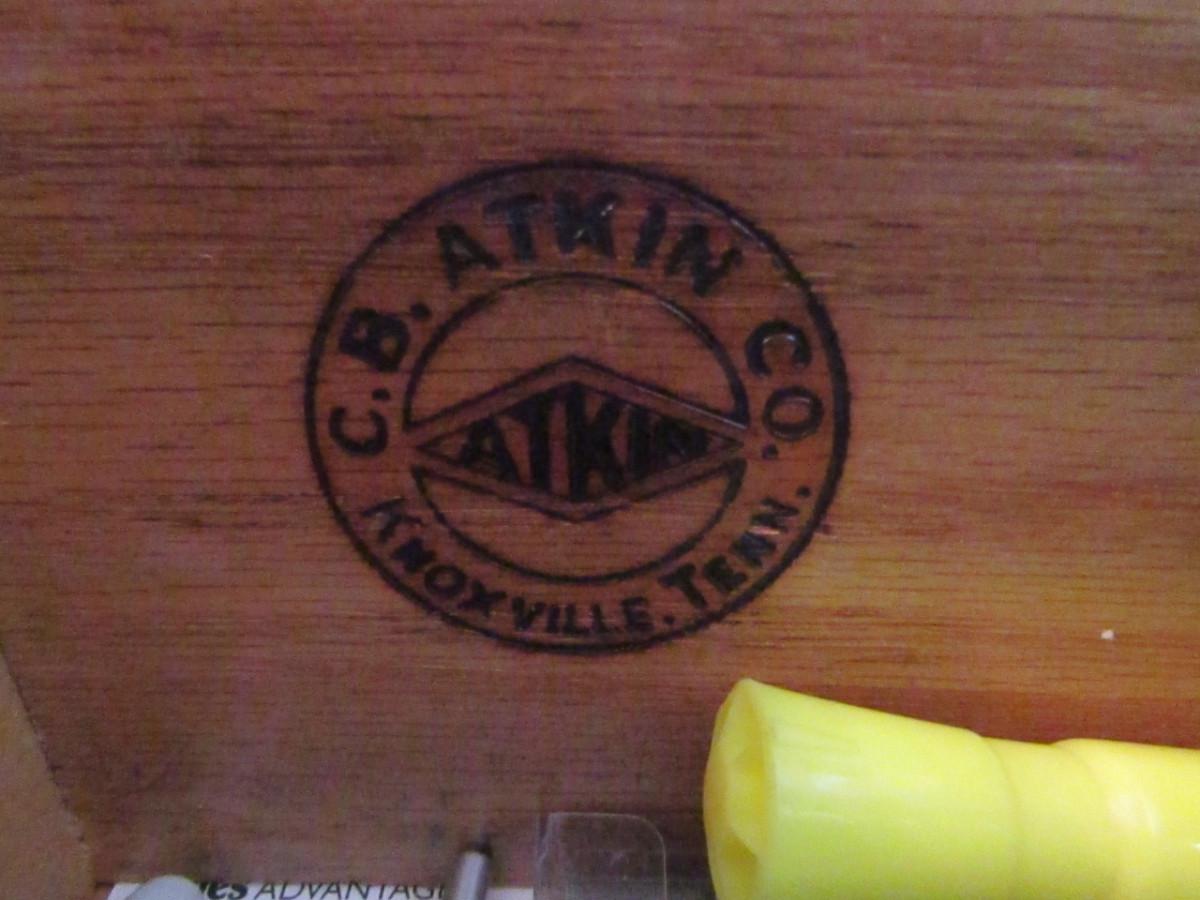 C.B. ATKIN CO.
ATKIN
KNOXVILLE. TENN.
ADVANTAGE